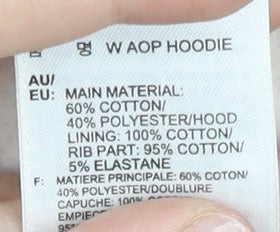 명 W AOP HOODIE
AU/
EU: MAIN MATERIAL:
60% COTTON/
40% POLYESTER/HOOD
LINING: 100% COTTON/
RIB PART: 95% COTTON/
5% ELASTANE
F: MATIERE PRINCIPALE: 60% COTON/
40% POLYESTER/DOUBLURE
CAPUCHE: 100%